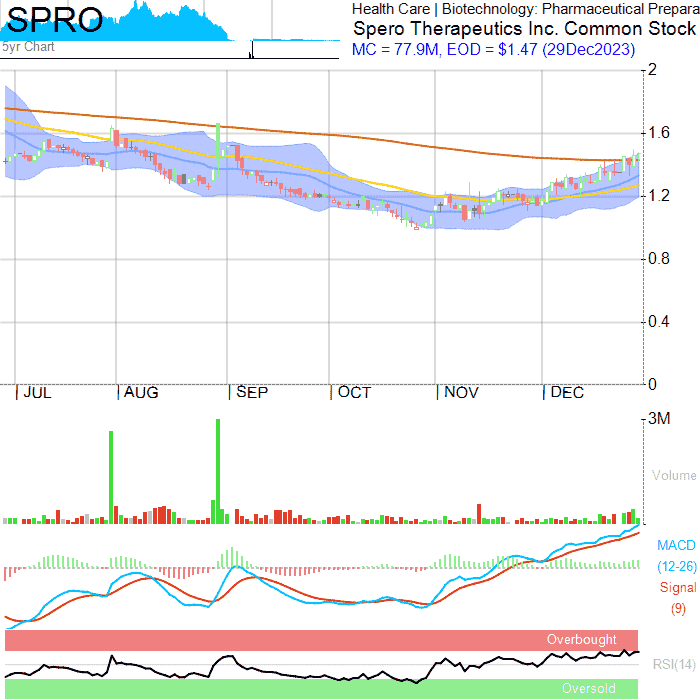 SPRO
5yr Chart
Health Care | Biotechnology: Pharmaceutical Prepara
Spero Therapeutics Inc. Common Stock
MC = 77.9M, EOD = $1.47 (29Dec2023)
2
1.6
1.2
0.8
0.4
0
JUL AUG SEP OCT NOV DEC
3M
Volume
MACD
(12-26)
Signal
(9)
Overbought
RSI(14)
Oversold